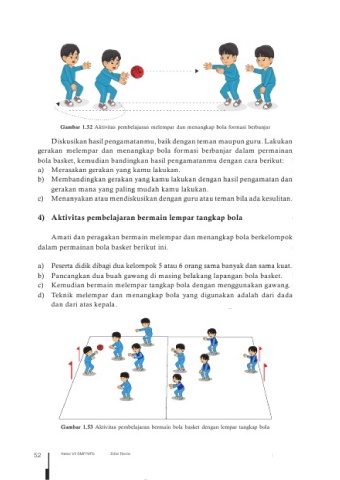 Gambar 1.52 Aktivitas pembelajaran melempar dan menangkap bola formasi berbanjar
Diskusikan hasil pengamatanmu, baik dengan teman maupun guru. Lakukan
gerakan melempar dan menangkap bola formasi berbanjar dalam permainan
bola basket, kemudian bandingkan hasil pengamatanmu dengan cara berikut:
a) Merasakan gerakan yang kamu lakukan.
b) Membandingkan gerakan yang kamu lakukan dengan hasil pengamatan dan
gerakan mana yang paling mudah kamu lakukan.
c) Menanyakan atau mendiskusikan dengan guru atau teman bila ada kesulitan.
4) Aktivitas pembelajaran bermain lempar tangkap bola
Amati dan peragakan bermain melempar dan menangkap bola berkelompok
dalam permainan bola basket berikut ini.
a) Peserta didik dibagi dua kelompok 5 atau 6 orang sama banyak dan sama kuat.
b) Pancangkan dua buah gawang di masing belakang lapangan bola basket.
c) Kemudian bermain melempar tangkap bola dengan menggunakan gawang.
d) Teknik melempar dan menangkap bola yang digunakan adalah dari dada
dan dari atas kepala.
Gambar 1.53 Aktivitas pembelajaran bermain bola basket dengan lempar tangkap bola
52
Kelas VII SMP/MTs
Edisi Revisi